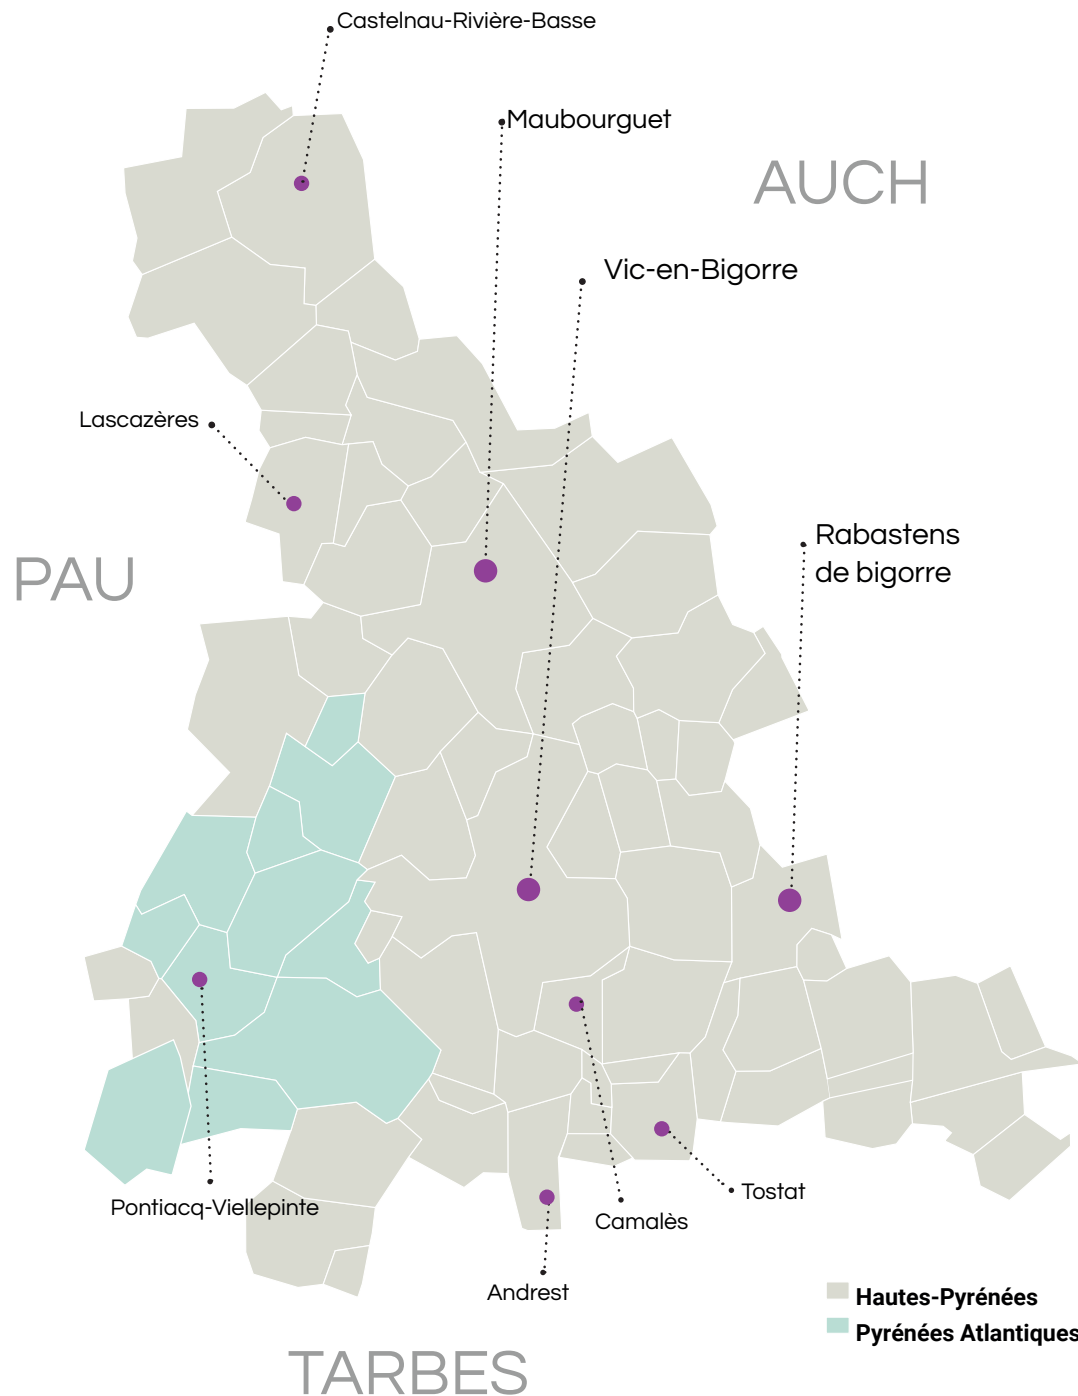 Castelnau-Rivière-Basse
Maubourguet
AUCH
Vic-en-Bigorre
Lascazères
Rabastens
de bigorre
PAU
Pontiacq-Viellepinte
Tostat
Camalès
Andrest
Hautes-Pyrénées
Pyrénées Atlantiques
TARBES